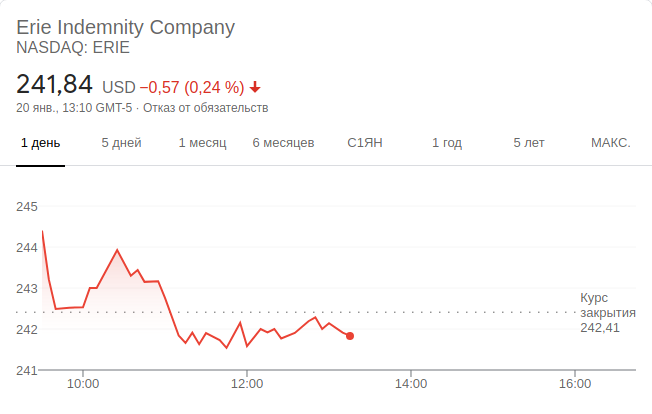 Erie Indemnity Company
NASDAQ: ERIE
241,84 USD −0,57 (0,24 %)
20 янв., 13:10 GMT-5 · Отказ от обязательств
1 день 5 дней 1 месяц 6 месяцев С1ЯН 1 год 5 лет МАКС.
245
244
243
Курс
закрытия
242,41
242
241
10:00 12:00 14:00 16:00